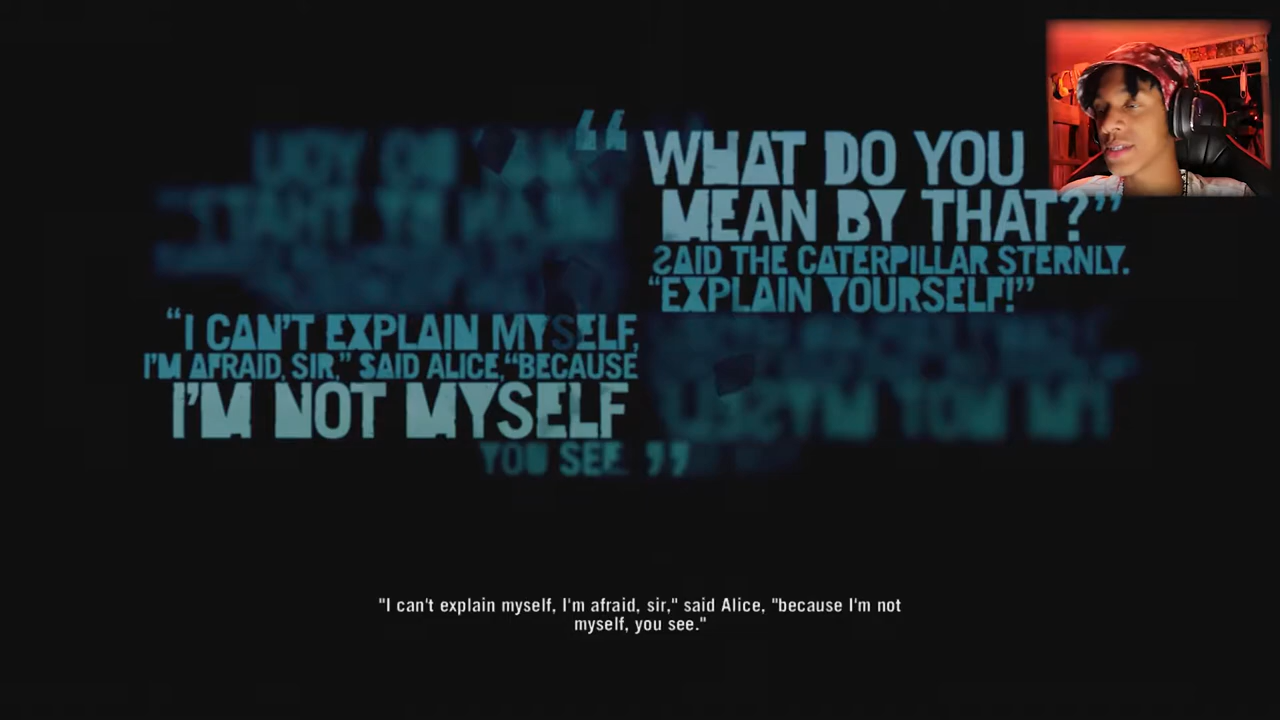 “WHAT DO YOU
MEAN BY THAT?”
SAID THE CATERPILLAR STERNLY.
“EXPLAIN YOURSELF!”
“I CAN’T EXPLAIN MYSELF,
I’M AFRAID, SIR,” SAID ALICE, “BECAUSE
I’M NOT MYSELF
YOU SEE ”
"I can't explain myself, I'm afraid, sir," said Alice, "because I'm not
myself, you see."